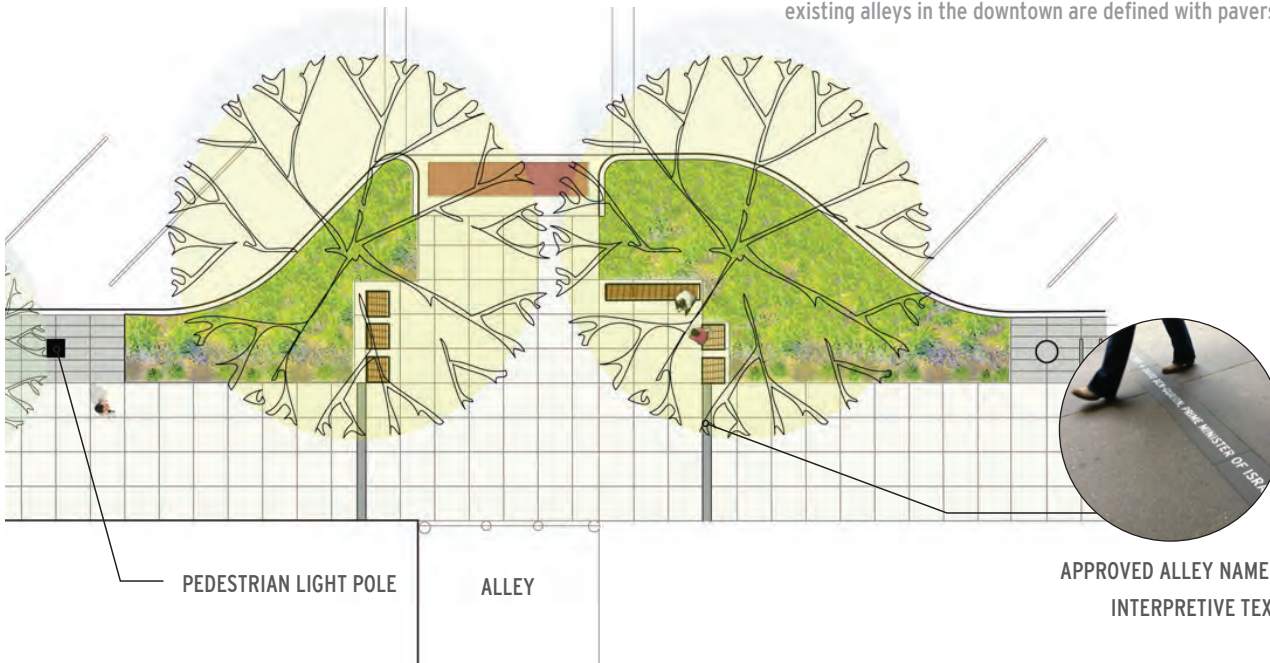 existing alleys in the downtown are defined with pavers
PRIME MINISTER OF ISRA
PEDESTRIAN LIGHT POLE
ALLEY
APPROVED ALLEY NAME
INTERPRETIVE TEX